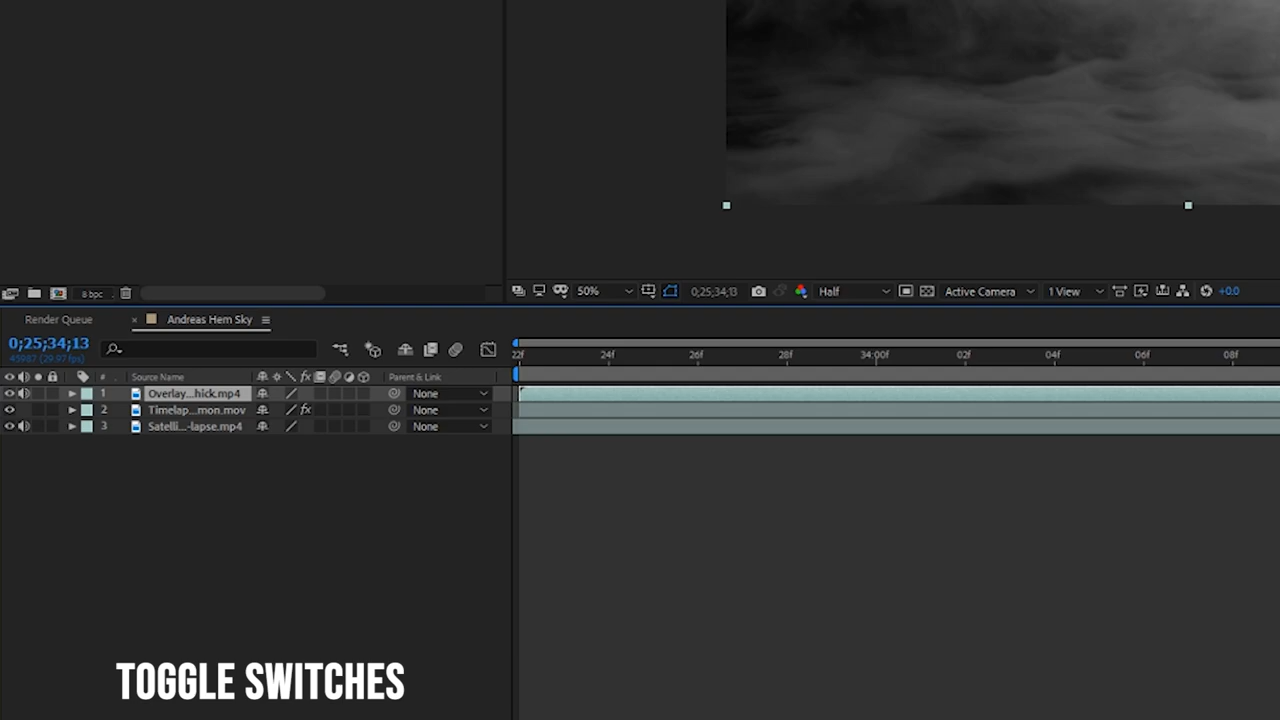 8 bpc
50%
0;25;34;13
Half
Active Camera
1 View
+0.0
Render Queue
× Andreas Hem Sky
0;25;34;13
45987 (29.97 fps)
22f 24f 26f 28f 34:00f 02f 04f 06f 08f
# Source Name fx Parent & Link
1 Overlay...hick.mp4 None
2 Timelap...mon.mov fx None
3 Satelli...-lapse.mp4 None
TOGGLE SWITCHES